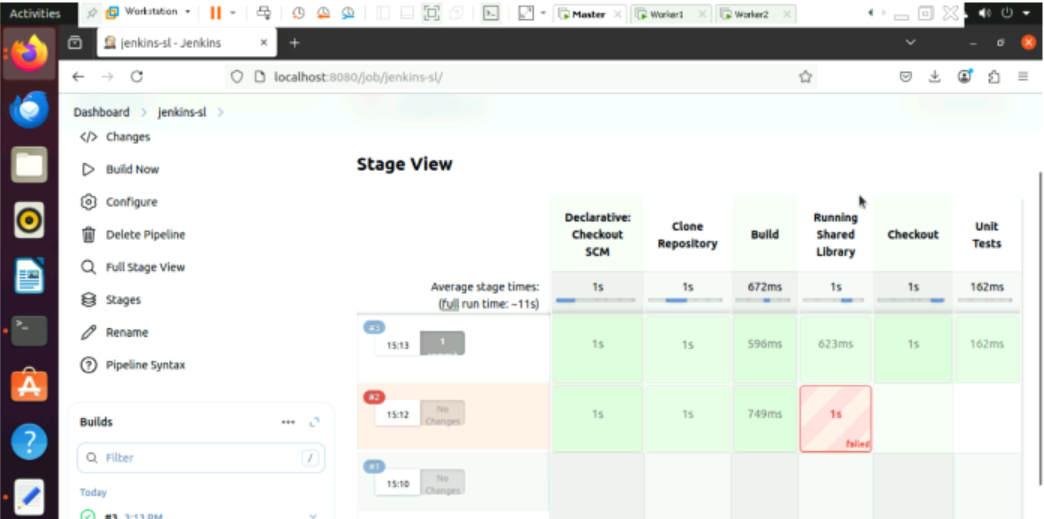 Activities
Workstation
Master
Worker1
Worker2
jenkins-sl - Jenkins
localhost:8080/job/jenkins-sl/
Dashboard > jenkins-sl >
</> Changes
Build Now
Configure
Delete Pipeline
Full Stage View
Stages
Rename
Pipeline Syntax
Builds
Filter /
Today
#3 3:13 PM
Stage View
Declarative: Checkout SCM
Clone Repository
Build
Running Shared Library
Checkout
Unit Tests
Average stage times:
(full run time: ~11s)
1s 1s 672ms 1s 1s 162ms
15:13
1
1s 1s 596ms 623ms 1s 162ms
#2
15:12
No Changes
1s 1s 749ms 1s
failed
#1
15:10
No Changes